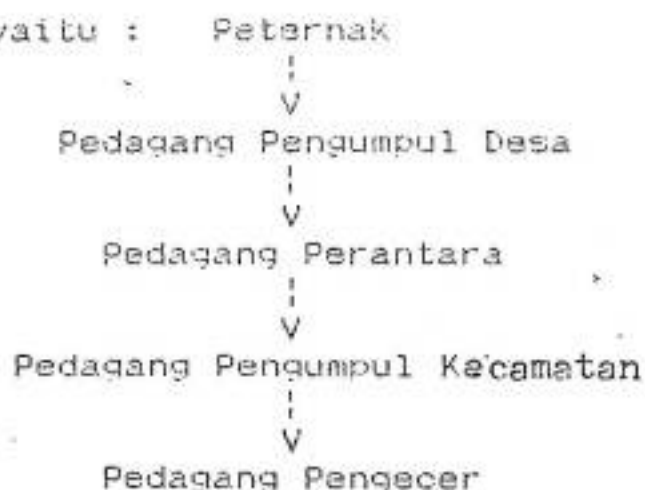 yaitu : Peternak
Pedagang Pengumpul Desa
Pedagang Perantara
Pedagang Pengumpul Kecamatan
Pedagang Pengecer